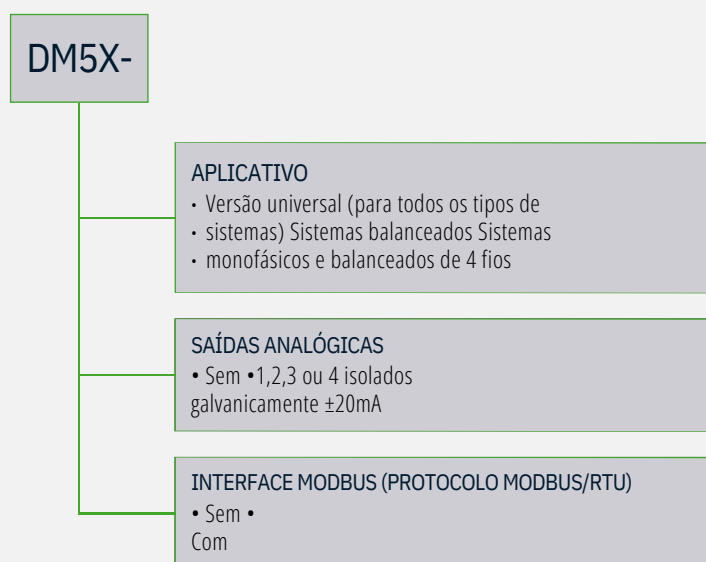 DM5X-
APLICATIVO
• Versão universal (para todos os tipos de
• sistemas) Sistemas balanceados Sistemas
• monofásicos e balanceados de 4 fios
SAÍDAS ANALÓGICAS
• Sem •1,2,3 ou 4 isolados
galvanicamente ±20mA
INTERFACE MODBUS (PROTOCOLO MODBUS/RTU)
• Sem •
Com